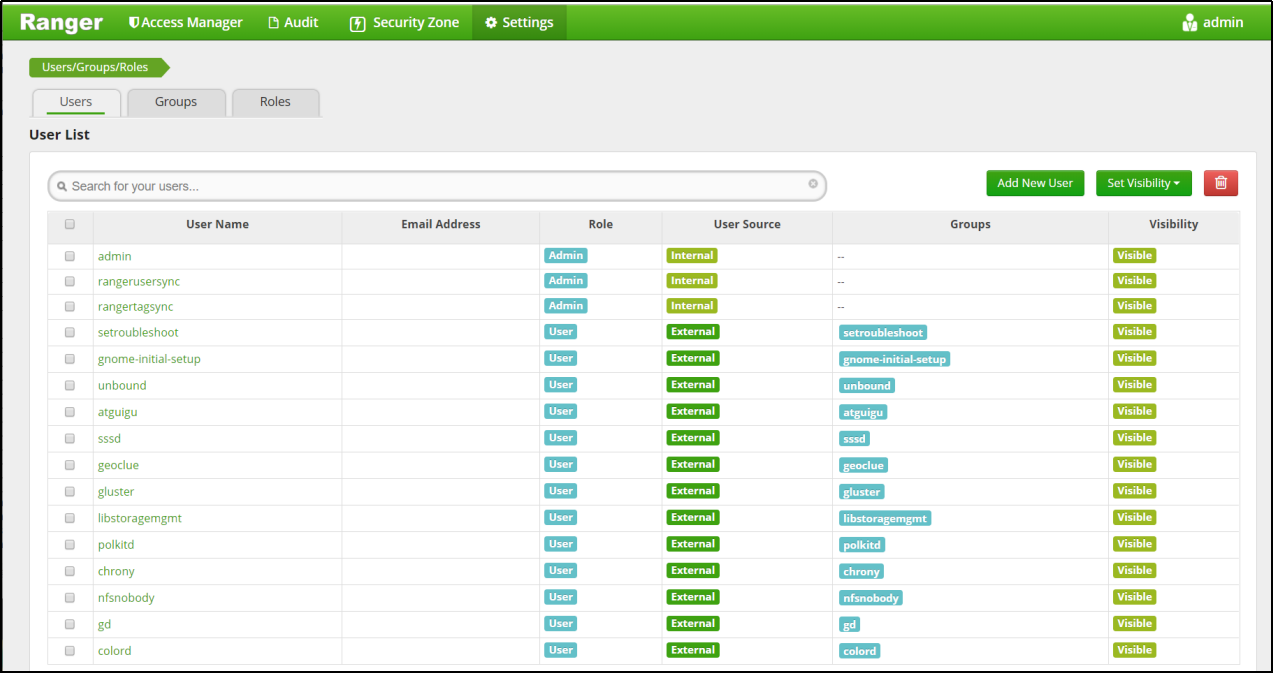 Ranger Access Manager Audit Security Zone Settings admin
Users/Groups/Roles
Users Groups Roles
User List
Search for your users... Add New User Set Visibility
User Name Email Address Role User Source Groups Visibility
admin Admin Internal -- Visible
rangerusersync Admin Internal -- Visible
rangertagsync Admin Internal -- Visible
setroubleshoot User External setroubleshoot Visible
gnome-initial-setup User External gnome-initial-setup Visible
unbound User External unbound Visible
atguigu User External atguigu Visible
sssd User External sssd Visible
geoclue User External geoclue Visible
gluster User External gluster Visible
libstoragemgmt User External libstoragemgmt Visible
polkitd User External polkitd Visible
chrony User External chrony Visible
nfsnobody User External nfsnobody Visible
gd User External gd Visible
colord User External colord Visible